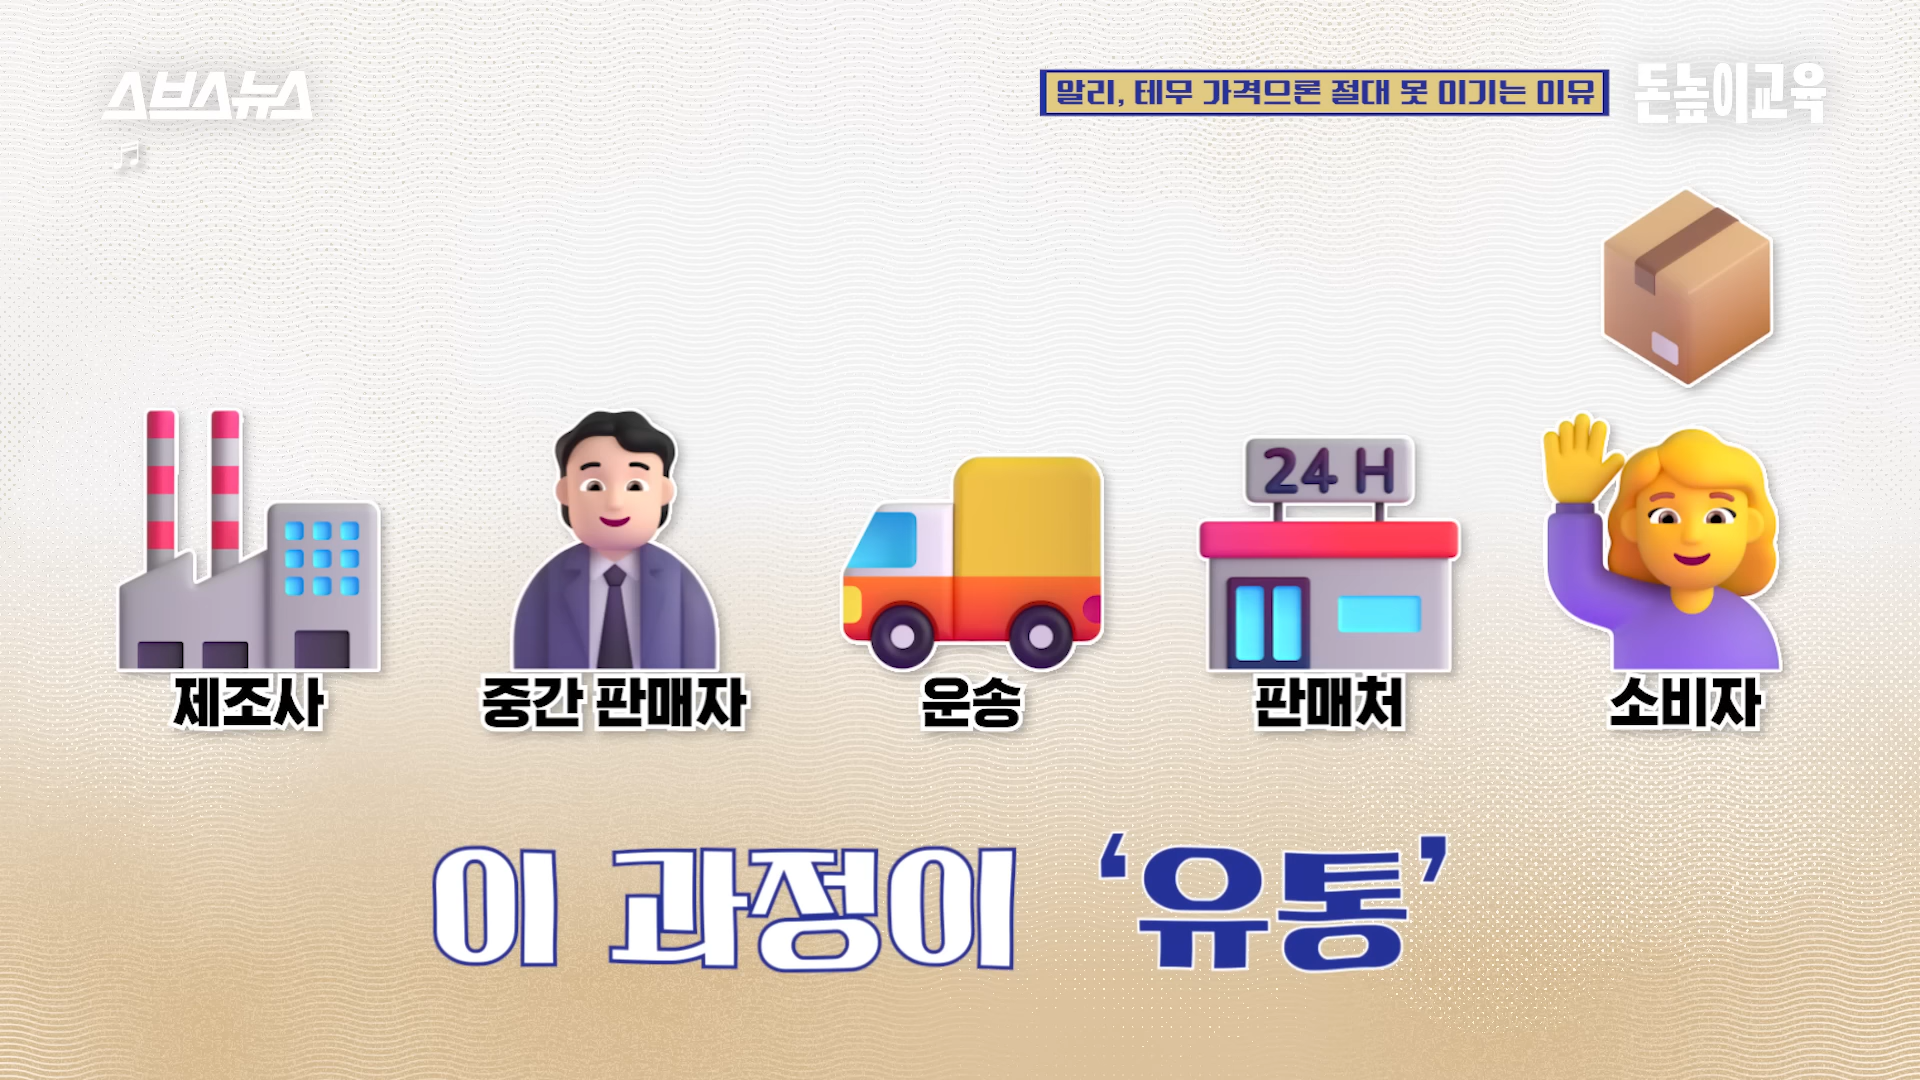 스브스뉴스
알리, 테무 가격으론 절대 못 이기는 이유
돈높이교육
24 H
제조사
중간 판매자
운송
판매처
소비자
이 과정이 ‘유통’